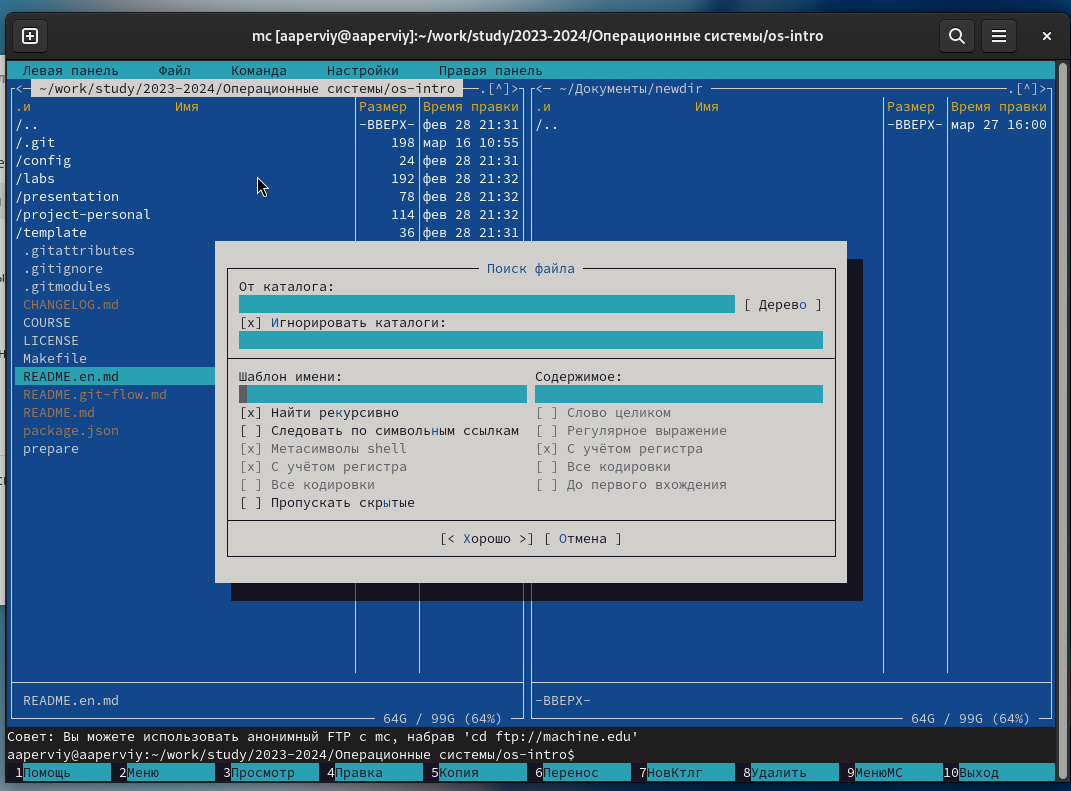 mc [aaperviy@aaperviy]:~/work/study/2023-2024/Операционные системы/os-intro
Левая панель Файл Команда Настройки Правая панель
<─ ~/work/study/2023-2024/Операционные системы/os-intro ──.[^]>
.и Имя Размер Время правки
/.. -ВВЕРХ- фев 28 21:31
/.git 198 мар 16 10:55
/config 24 фев 28 21:31
/labs 192 фев 28 21:32
/presentation 78 фев 28 21:32
/project-personal 114 фев 28 21:32
/template 36 фев 28 21:31
.gitattributes
.gitignore
.gitmodules
CHANGELOG.md
COURSE
LICENSE
Makefile
README.en.md
README.git-flow.md
README.md
package.json
prepare
README.en.md
64G / 99G (64%)
<─ ~/Документы/newdir ──.[^]>
.и Имя Размер Время правки
/.. -ВВЕРХ- мар 27 16:00
-ВВЕРХ-
64G / 99G (64%)
Поиск файла
От каталога:
[ Дерево ]
[x] Игнорировать каталоги:
Шаблон имени:
[x] Найти рекурсивно
[ ] Следовать по символьным ссылкам
[x] Метасимволы shell
[x] С учётом регистра
[ ] Все кодировки
[ ] Пропускать скрытые
Содержимое:
[ ] Слово целиком
[ ] Регулярное выражение
[x] С учётом регистра
[ ] Все кодировки
[ ] До первого вхождения
[< Хорошо >] [ Отмена ]
Совет: Вы можете использовать анонимный FTP с mc, набрав 'cd ftp://machine.edu'
aaperviy@aaperviy:~/work/study/2023-2024/Операционные системы/os-intro$
1Помощь 2Меню 3Просмотр 4Правка 5Копия 6Перенос 7НовКтлг 8Удалить 9МенюМС 10Выход